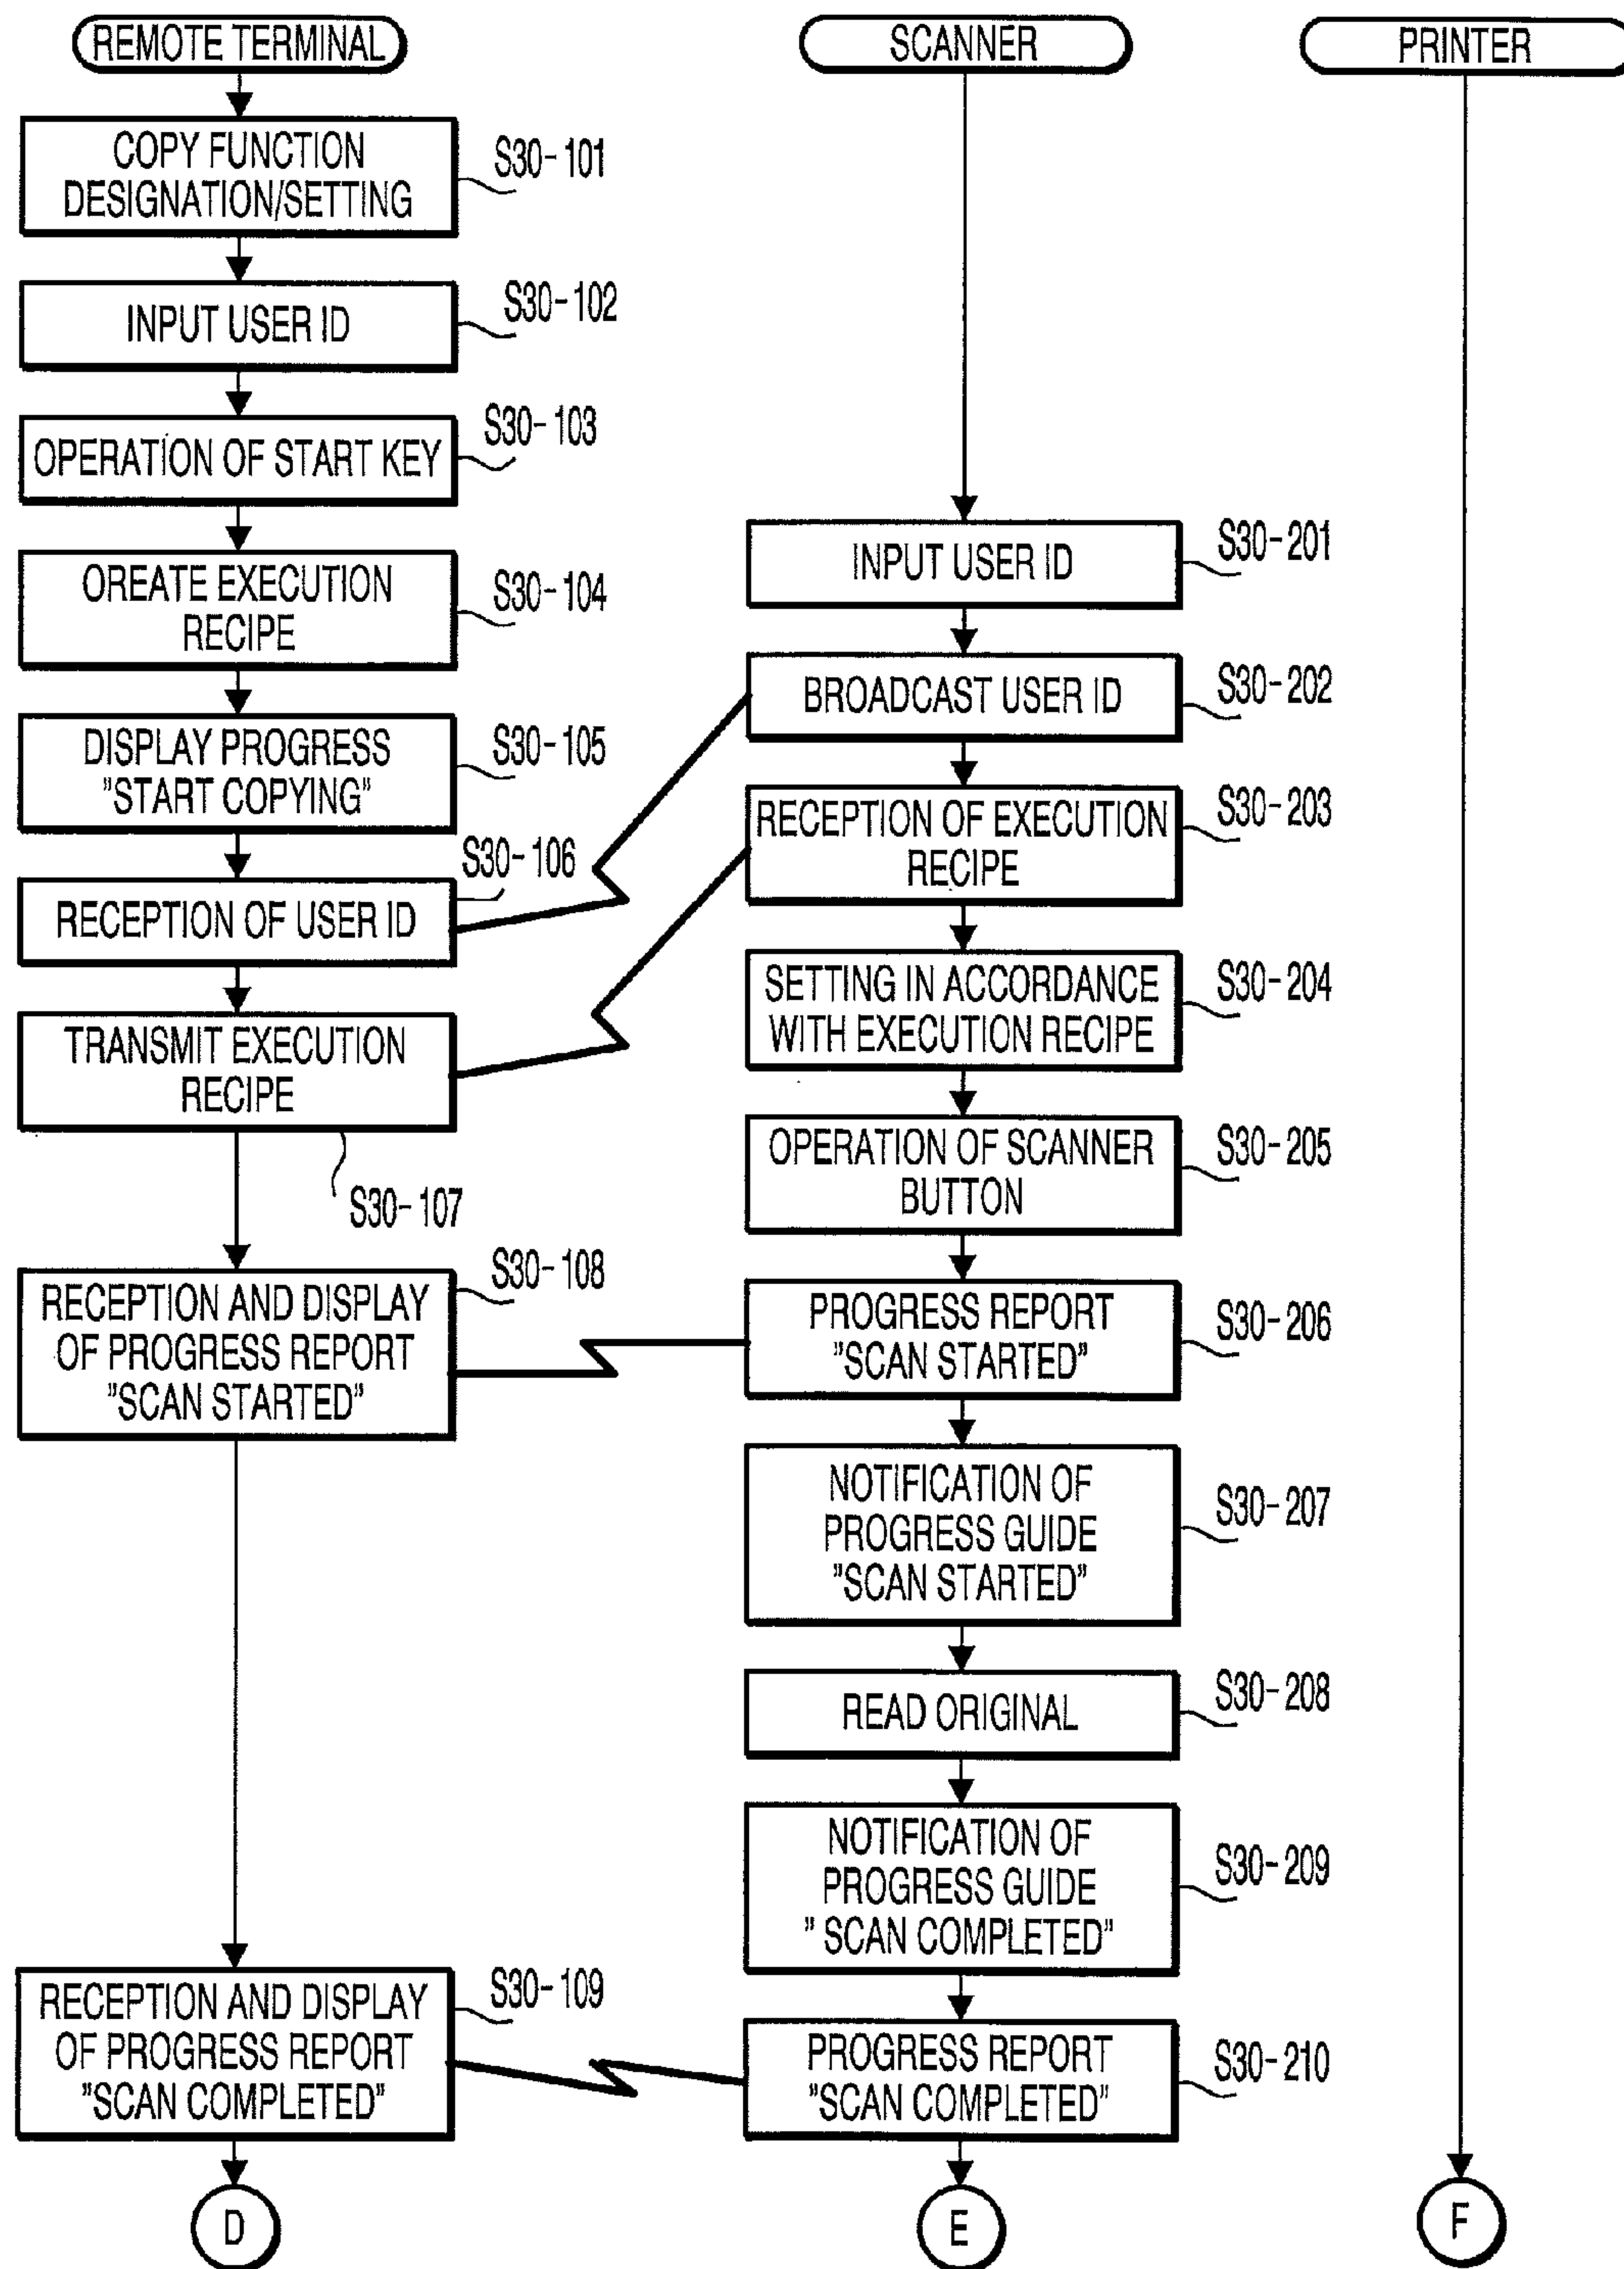 REMOTE TERMINAL
COPY FUNCTION
DESIGNATION/SETTING
S30-101
INPUT USER ID
S30-102
OPERATION OF START KEY
S30-103
OREATE EXECUTION
RECIPE
S30-104
DISPLAY PROGRESS
"START COPYING"
S30-105
RECEPTION OF USER ID
S30-106
TRANSMIT EXECUTION
RECIPE
S30-107
RECEPTION AND DISPLAY
OF PROGRESS REPORT
"SCAN STARTED"
S30-108
RECEPTION AND DISPLAY
OF PROGRESS REPORT
"SCAN COMPLETED"
S30-109
D
SCANNER
INPUT USER ID
S30-201
BROADCAST USER ID
S30-202
RECEPTION OF EXECUTION
RECIPE
S30-203
SETTING IN ACCORDANCE
WITH EXECUTION RECIPE
S30-204
OPERATION OF SCANNER
BUTTON
S30-205
PROGRESS REPORT
"SCAN STARTED"
S30-206
NOTIFICATION OF
PROGRESS GUIDE
"SCAN STARTED"
S30-207
READ ORIGINAL
S30-208
NOTIFICATION OF
PROGRESS GUIDE
" SCAN COMPLETED"
S30-209
PROGRESS REPORT
"SCAN COMPLETED"
S30-210
E
PRINTER
F